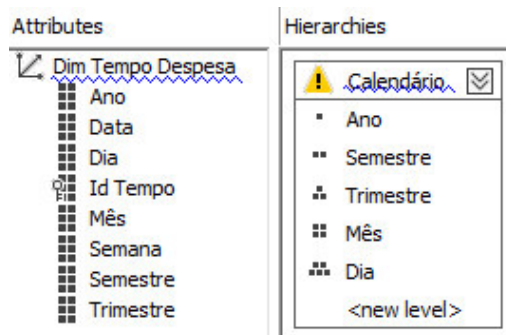 Attributes
Dim Tempo Despesa
Ano
Data
Dia
Id Tempo
Mês
Semana
Semestre
Trimestre
Hierarchies
Calendário
Ano
Semestre
Trimestre
Mês
Dia
<new level>